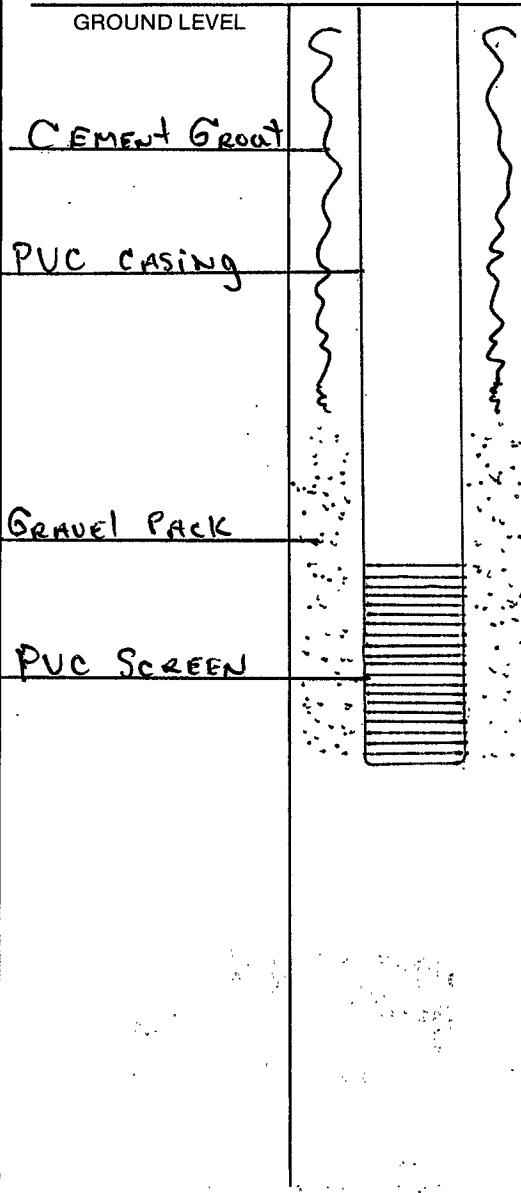 GROUND LEVEL
CEMENT GROUT
PVC CASING
GRAVEL PACK
PVC SCREEN